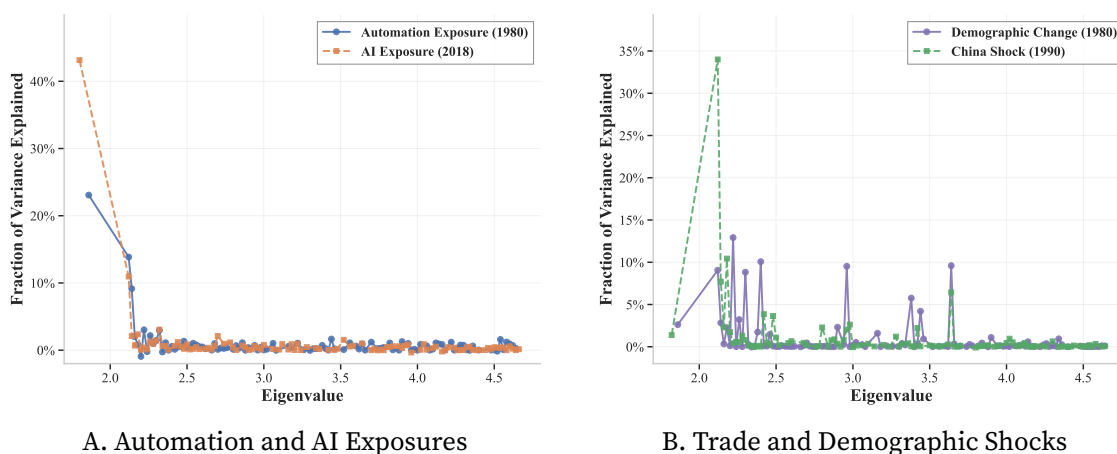 Automation Exposure (1980)
AI Exposure (2018)
Fraction of Variance Explained
40%
30%
20%
10%
0%
2.0 2.5 3.0 3.5 4.0 4.5
Eigenvalue
A. Automation and AI Exposures
Demographic Change (1980)
China Shock (1990)
Fraction of Variance Explained
35%
30%
25%
20%
15%
10%
5%
0%
2.0 2.5 3.0 3.5 4.0 4.5
Eigenvalue
B. Trade and Demographic Shocks